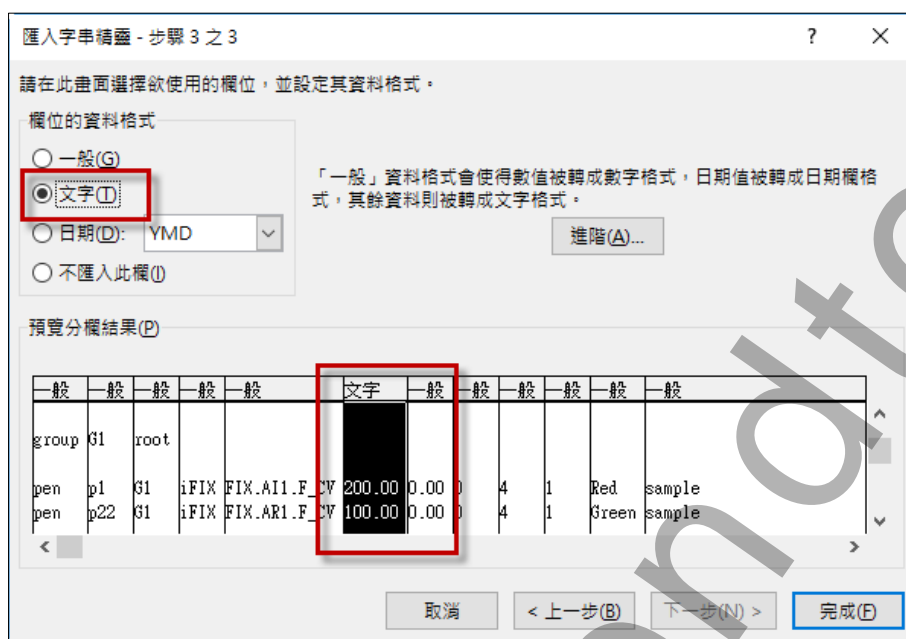 匯入字串精靈 - 步驟 3 之 3 ? ×
請在此畫面選擇欲使用的欄位，並設定其資料格式。
欄位的資料格式
一般(G)
文字(T)
日期(D): YMD
不匯入此欄(I)
「一般」資料格式會使得數值被轉成數字格式，日期值被轉成日期欄格
式，其餘資料則被轉成文字格式。
進階(A)...
預覽分欄結果(P)
一般 一般 一般 一般 一般 文字 一般 一般 一般 一般 一般 一般
group G1 root
pen p1 G1 iFIX FIX.AI1.F_CV 200.00 0.00 0 4 1 Red sample
pen p22 G1 iFIX FIX.AR1.F_CV 100.00 0.00 0 4 1 Green sample
取消 < 上一步(B) 下一步(N) > 完成(F)